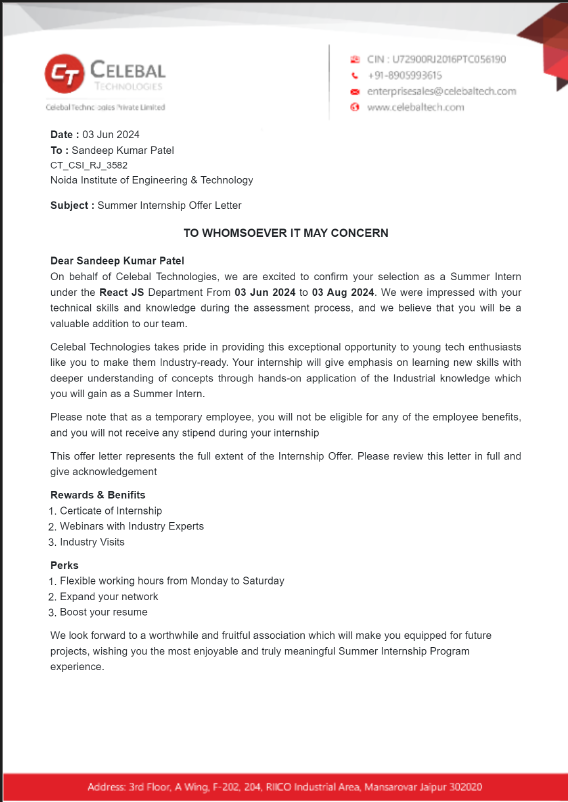 CT CELEBAL
TECHNOLOGIES
Celebal Technologies Private Limited
CIN : U72900RJ2016PTC056190
+91-8905993615
enterprisesales@celebaltech.com
www.celebaltech.com
Date : 03 Jun 2024
To : Sandeep Kumar Patel
CT_CSI_RJ_3582
Noida Institute of Engineering & Technology
Subject : Summer Internship Offer Letter
TO WHOMSOEVER IT MAY CONCERN
Dear Sandeep Kumar Patel
On behalf of Celebal Technologies, we are excited to confirm your selection as a Summer Intern
under the React JS Department From 03 Jun 2024 to 03 Aug 2024. We were impressed with your
technical skills and knowledge during the assessment process, and we believe that you will be a
valuable addition to our team.
Celebal Technologies takes pride in providing this exceptional opportunity to young tech enthusiasts
like you to make them Industry-ready. Your internship will give emphasis on learning new skills with
deeper understanding of concepts through hands-on application of the Industrial knowledge which
you will gain as a Summer Intern.
Please note that as a temporary employee, you will not be eligible for any of the employee benefits,
and you will not receive any stipend during your internship
This offer letter represents the full extent of the Internship Offer. Please review this letter in full and
give acknowledgement
Rewards & Benifits
1. Certicate of Internship
2. Webinars with Industry Experts
3. Industry Visits
Perks
1. Flexible working hours from Monday to Saturday
2. Expand your network
3. Boost your resume
We look forward to a worthwhile and fruitful association which will make you equipped for future
projects, wishing you the most enjoyable and truly meaningful Summer Internship Program
experience.
Address: 3rd Floor, A Wing, F-202, 204, RIICO Industrial Area, Mansarovar Jaipur 302020